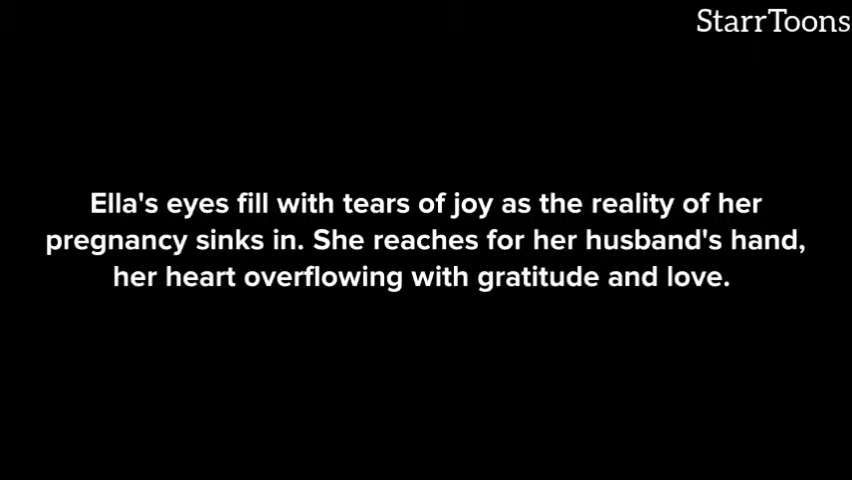 StarrToons
Ella's eyes fill with tears of joy as the reality of her
pregnancy sinks in. She reaches for her husband's hand,
her heart overflowing with gratitude and love.